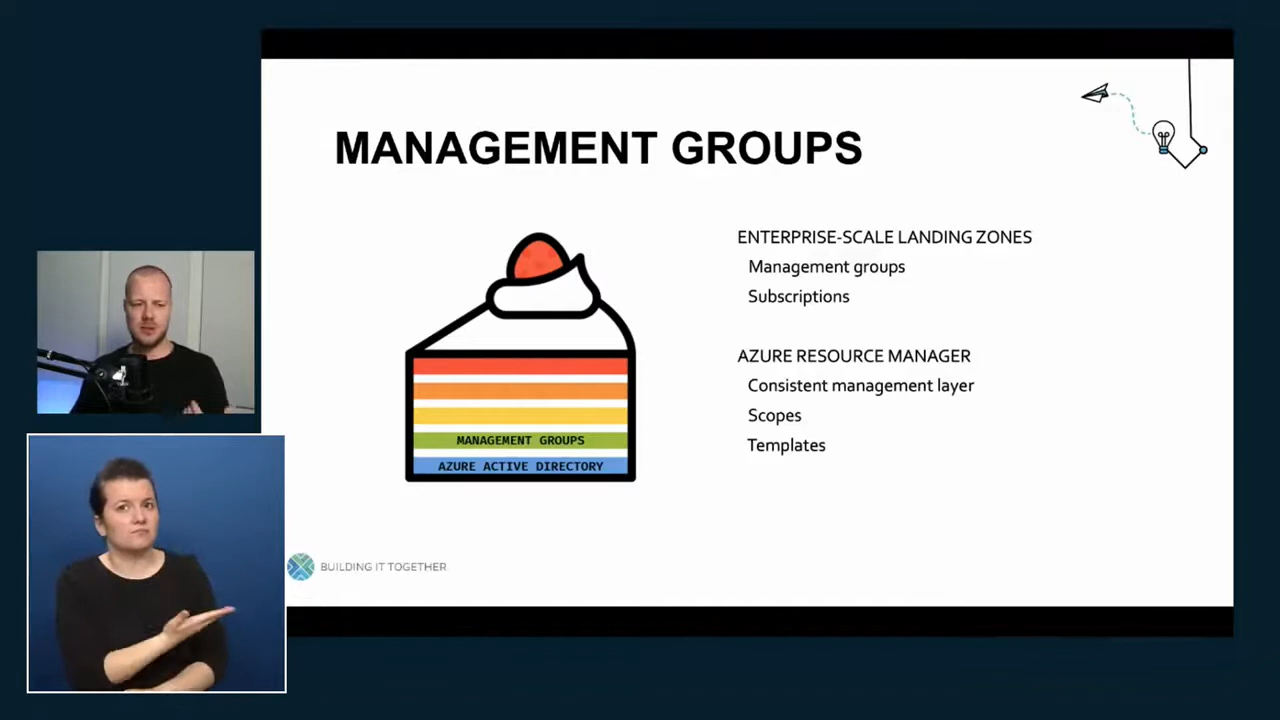 MANAGEMENT GROUPS
MANAGEMENT GROUPS
AZURE ACTIVE DIRECTORY
ENTERPRISE-SCALE LANDING ZONES
Management groups
Subscriptions
AZURE RESOURCE MANAGER
Consistent management layer
Scopes
Templates
BUILDING IT TOGETHER